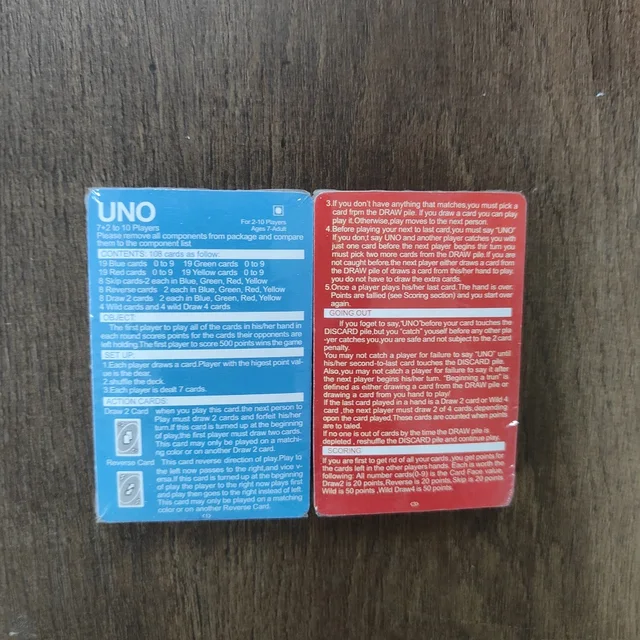 UNO
For 2-10 Players
7+2 to 10 Players
Ages 7-Adult
Please remove all components from package and compare
them to the component list
CONTENTS: 108 cards as follow:
19 Blue cards 0 to 9 19 Green cards 0 to 9
19 Red cards 0 to 9 19 Yellow cards 0 to 9
8 Skip cards-2 each in Blue, Green, Red, Yellow
8 Reverse cards 2 each in Blue, Green, Red, Yellow
8 Draw 2 cards 2 each in Blue, Green, Red, Yellow
4 Wild cards and 4 wild Draw 4 cards
OBJECT:
The first player to play all of the cards in his/her hand in
each round scores points for the cards their opponents are
left holding.The first player to score 500 points wins the game
SET UP:
1.Each player draws a card.Player with the higest point val-
ue is the dear.
2.shuffle the deck.
3.Each player is dealt 7 cards.
ACTION CARDS:
Draw 2 Card when you play this card.the next person to
Play must draw 2 cards and forfeit his/her
turn.If this card is turned up at the beginning
of play,the first player must draw two cards.
This card may only be played on a matchi-
ng color or on another Draw 2 card.
Reverse Card This card reverse direction of play.Play to
the left now passes to the right,and vice v-
ersa.If this card is turned up at the beginning
of play the player to the right now plays first
and play then goes to the right instead of left.
This card may only be played on a matching
color or on another Reverse Card.
3.If you don't have anything that matches,you must pick a
card from the DRAW pile. if you draw a card you can play
play it.Otherwise,play moves to the next person.
4.Before playing your next to last card,you must say "UNO"
If you don,t say UNO and another player catches you with
just one card before the next player begins thir turn you
must pick two cards from the DRAW pile.if you are
not caught before,the next player either draws a card from
the DRAW pile of draws a card from this/her hand to play,
you do not have to draw the extra cards.
5.Once a player plays his/her last card.The hand is over.
Points are tallied (see Scoring section) and you start over
again.
GOING OUT
If you foget to say,"UNO"before your card touches the
DISCARD pile,but you "catch" youself before any other pla
-yer catches you,you are safe and not subject to the 2 card
penalty.
You may not catch a player for failure to say "UNO" until
his/her second-to-last card touches the DISCARD pile.
Also,you may not catch a player for failure to say it after
the next player begins his/her turn. "Beginning a trun" is
defined as either drawing a card from the DRAW pile or
drawing a card from you hand to play!
If the last card played in a hand is a Draw 2 card or Wild 4
card ,the next player must draw 2 of 4 cards,depending
opon the card played,These cards are counted when points
are to taled.
If no one is out of cards by the time the DRAW pile is
depleted , reshuffle the DISCARD pile and continue play.
SCORING
If you are first to get rid of all your cards ,you get points for
the cards left in the other players hands. Each is worth the
following: All number cards(0-9) is the Card Face value,
Draw2 is 20 points,Reverse is 20 points,Skip is 20 points
Wild is 50 points ,Wild Draw4 is 50 points.